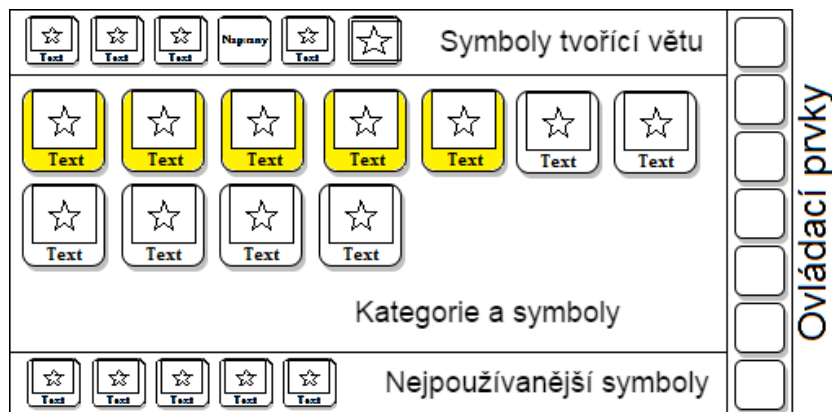 Text Text Text Napsany Text Symboly tvořící větu
Text Text Text Text Text Text Text
Text Text Text Text
Kategorie a symboly
Text Text Text Text Text Nejpoužívanější symboly
Ovládací prvky